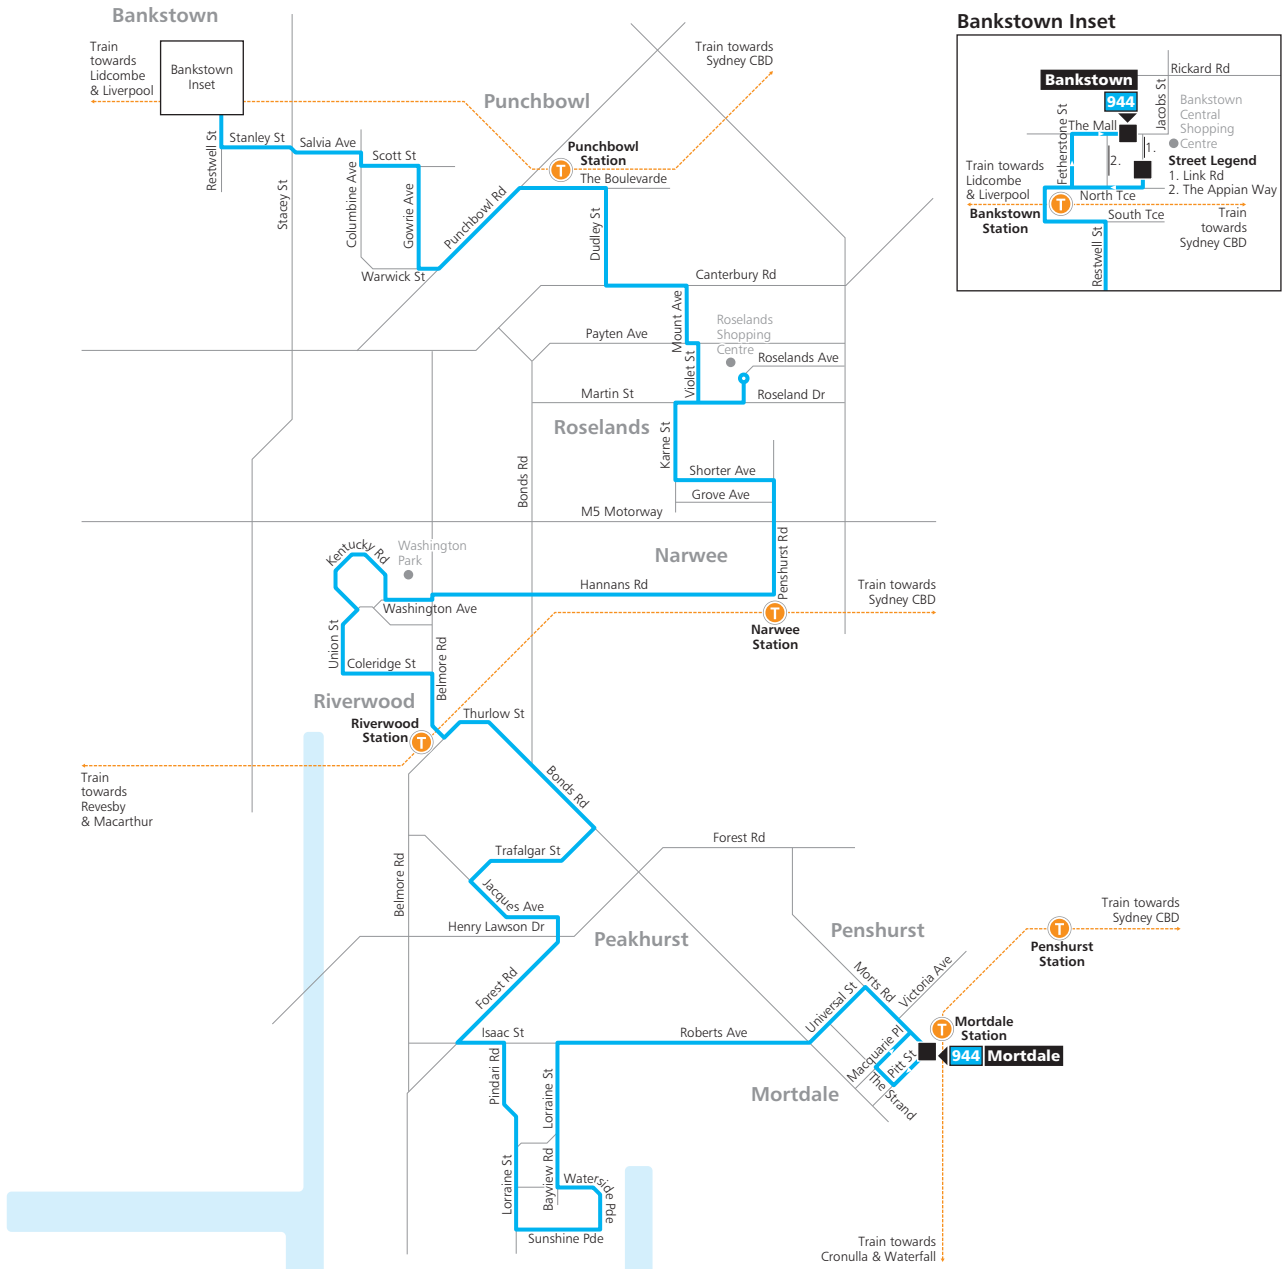 Bankstown
Train
towards
Lidcombe
& Liverpool
Bankstown
Inset
Restwell St
Stanley St
Salvia Ave
Scott St
Stacey St
Columbine Ave
Gowrie Ave
Warwick St
Punchbowl Rd
Punchbowl
Punchbowl
Station
T
Train towards
Sydney CBD
The Boulevarde
Dudley St
Canterbury Rd
Mount Ave
Payten Ave
Roselands
Shopping
Centre
Violet St
Roselands Ave
Martin St
Roseland Dr
Roselands
Karne St
Bonds Rd
Shorter Ave
Grove Ave
M5 Motorway
Narwee
Penshurst Rd
Hannans Rd
Kentucky Rd
Washington
Park
Washington Ave
Train towards
Sydney CBD
T
Narwee
Station
Union St
Coleridge St
Belmore Rd
Riverwood
Riverwood
Station
T
Thurlow St
Train
towards
Revesby
& Macarthur
Bonds Rd
Belmore Rd
Trafalgar St
Jacques Ave
Henry Lawson Dr
Forest Rd
Forest Rd
Peakhurst
Isaac St
Roberts Ave
Pindari Rd
Lorraine St
Lorraine St
Bayview Rd
Waterside Pde
Sunshine Pde
Penshurst
Train towards
Sydney CBD
T
Penshurst
Station
Morts Rd
Victoria Ave
Universal St
Macquarie Pl
Pitt St
The Strand
T
Mortdale
Station
944 Mortdale
Mortdale
Train towards
Cronulla & Waterfall
Bankstown Inset
Bankstown
944
Rickard Rd
Jacobs St
Bankstown
Central
Shopping
Centre
Fetherstone St
The Mall
1.
2.
Street Legend
1. Link Rd
2. The Appian Way
Train towards
Lidcombe
& Liverpool
North Tce
T
Bankstown
Station
South Tce
Train
towards
Sydney CBD
Restwell St